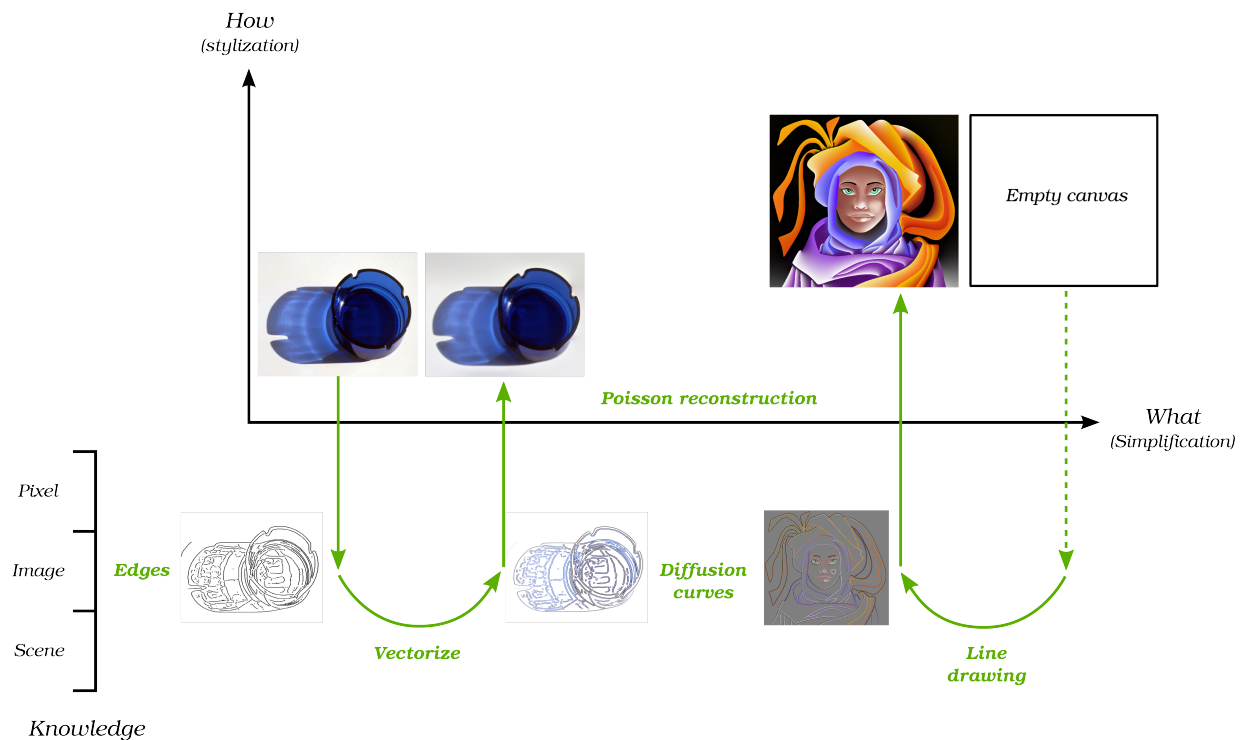 How
(stylization)
Empty canvas
Poisson reconstruction
What
(Simplification)
Pixel
Image
Scene
Knowledge
Edges
Vectorize
Diffusion
curves
Line
drawing